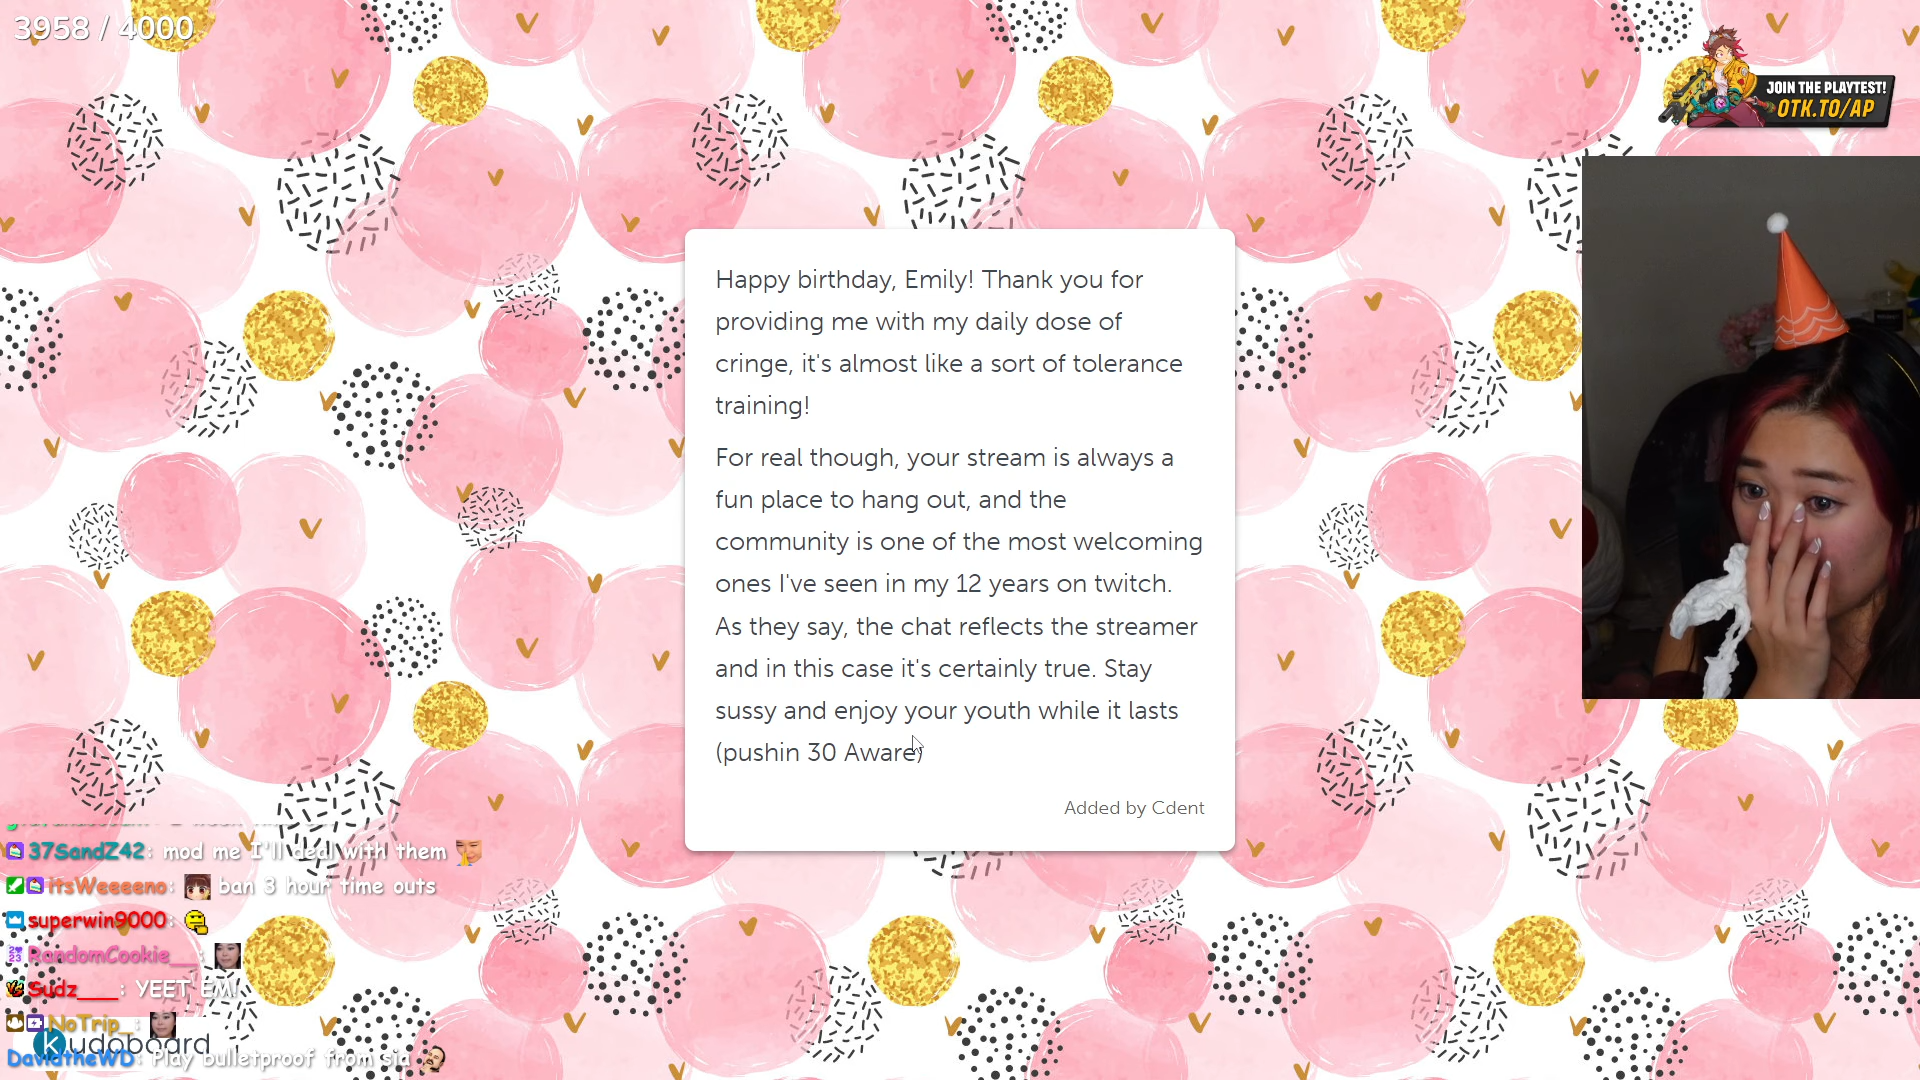 3958 / 4000
JOIN THE PLAYTEST!
OTK.TO/AP
Happy birthday, Emily! Thank you for
providing me with my daily dose of
cringe, it's almost like a sort of tolerance
training!
For real though, your stream is always a
fun place to hang out, and the
community is one of the most welcoming
ones I've seen in my 12 years on twitch.
As they say, the chat reflects the streamer
and in this case it's certainly true. Stay
sussy and enjoy your youth while it lasts
(pushin 30 Aware)
Added by Cdent
37SandZ42: mod me I'll deal with them
itsWeeeeno: ban 3 hour time outs
superwin9000:
RandomCookie__:
Sudz___: YEET EM!
NoTrip_:
kudoboard
DavidtheWD: Play bulletproof from sia